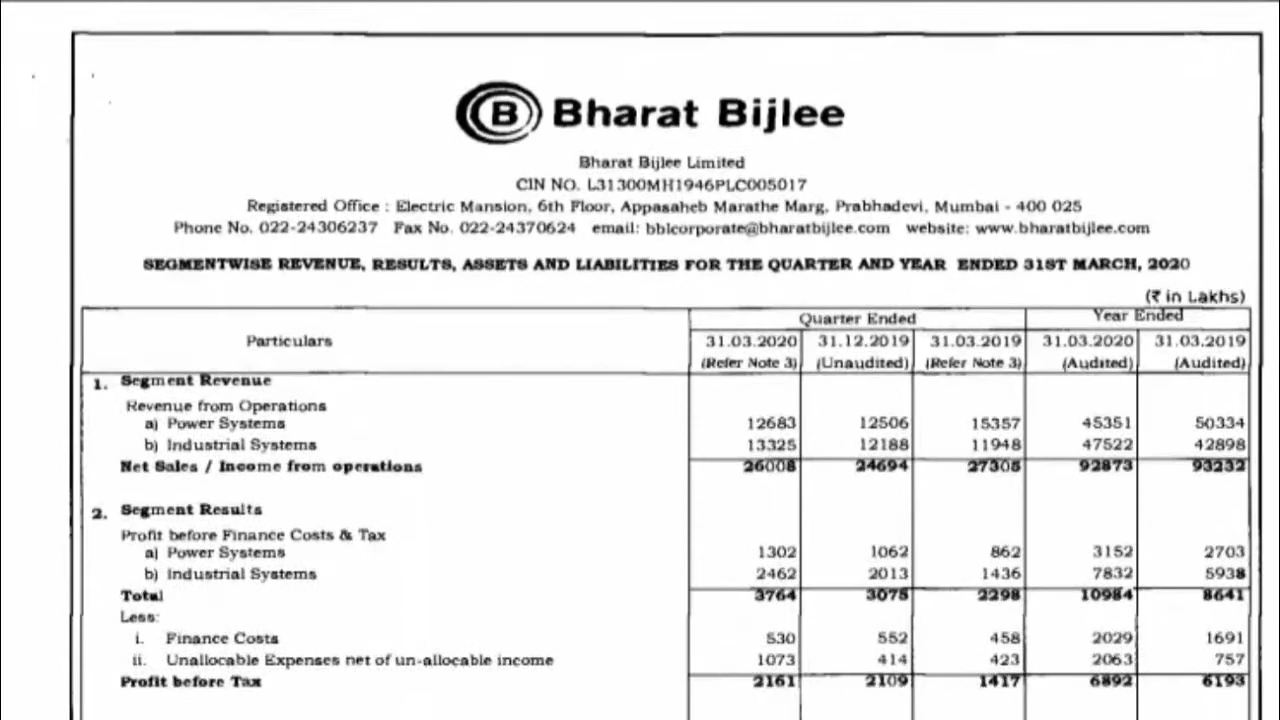 B Bharat Bijlee
Bharat Bijlee Limited
CIN NO. L31300MH1946PLC005017
Registered Office : Electric Mansion, 6th Floor, Appasaheb Marathe Marg, Prabhadevi, Mumbai - 400 025
Phone No. 022-24306237 Fax No. 022-24370624 email: bblcorporate@bharatbijlee.com website: www.bharatbijlee.com
SEGMENTWISE REVENUE, RESULTS, ASSETS AND LIABILITIES FOR THE QUARTER AND YEAR ENDED 31ST MARCH, 2020
(₹ in Lakhs)
Particulars Quarter Ended Year Ended
31.03.2020 31.12.2019 31.03.2019 31.03.2020 31.03.2019
(Refer Note 3) (Unaudited) (Refer Note 3) (Audited) (Audited)
1. Segment Revenue
Revenue from Operations
a) Power Systems 12683 12506 15357 45351 50334
b) Industrial Systems 13325 12188 11948 47522 42898
Net Sales / Income from operations 26008 24694 27305 92873 93232
2. Segment Results
Profit before Finance Costs & Tax
a) Power Systems 1302 1062 862 3152 2703
b) Industrial Systems 2462 2013 1436 7832 5938
Total 3764 3075 2298 10984 8641
Less:
i. Finance Costs 530 552 458 2029 1691
ii. Unallocable Expenses net of un-allocable income 1073 414 423 2063 757
Profit before Tax 2161 2109 1417 6892 6193